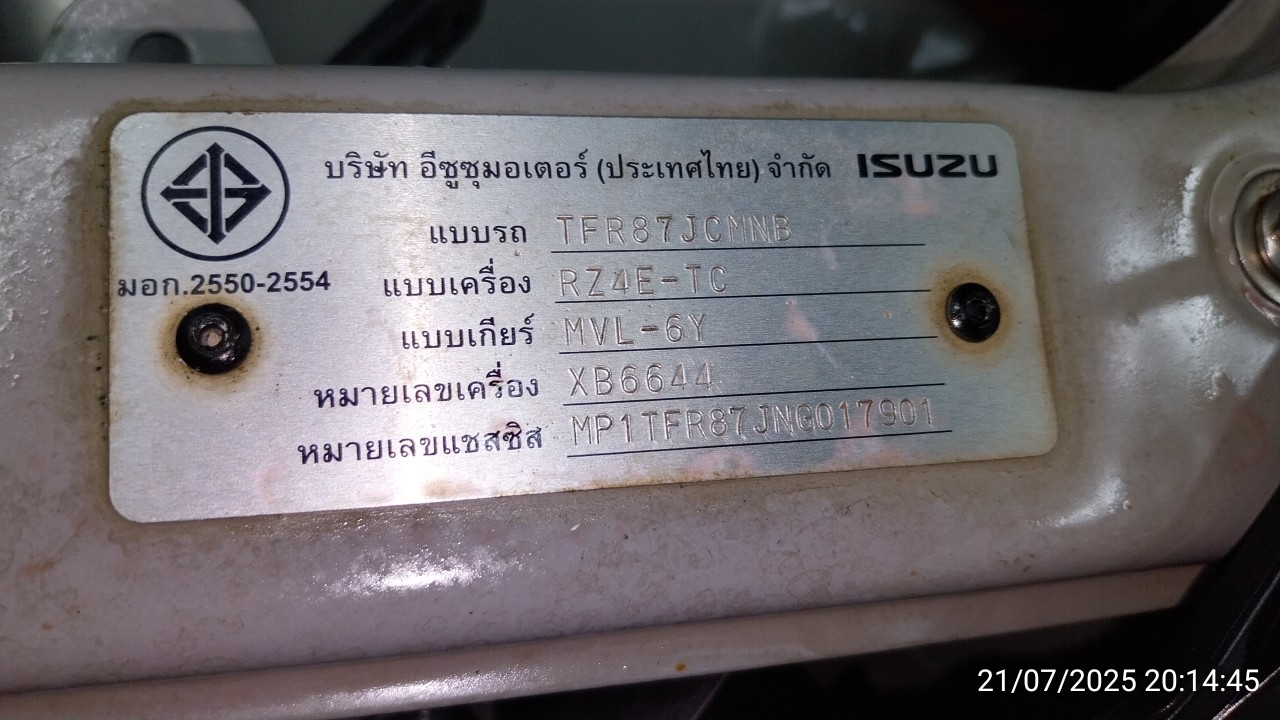 บริษัท อีซูซุมอเตอร์ (ประเทศไทย) จำกัด ISUZU
แบบรถ TFR87JCMNB
มอก.2550-2554
แบบเครื่อง RZ4E-TC
แบบเกียร์ MVL-6Y
หมายเลขเครื่อง XB6644
หมายเลขแชสซิส MP1TFR87JNG017901
21/07/2025 20:14:45